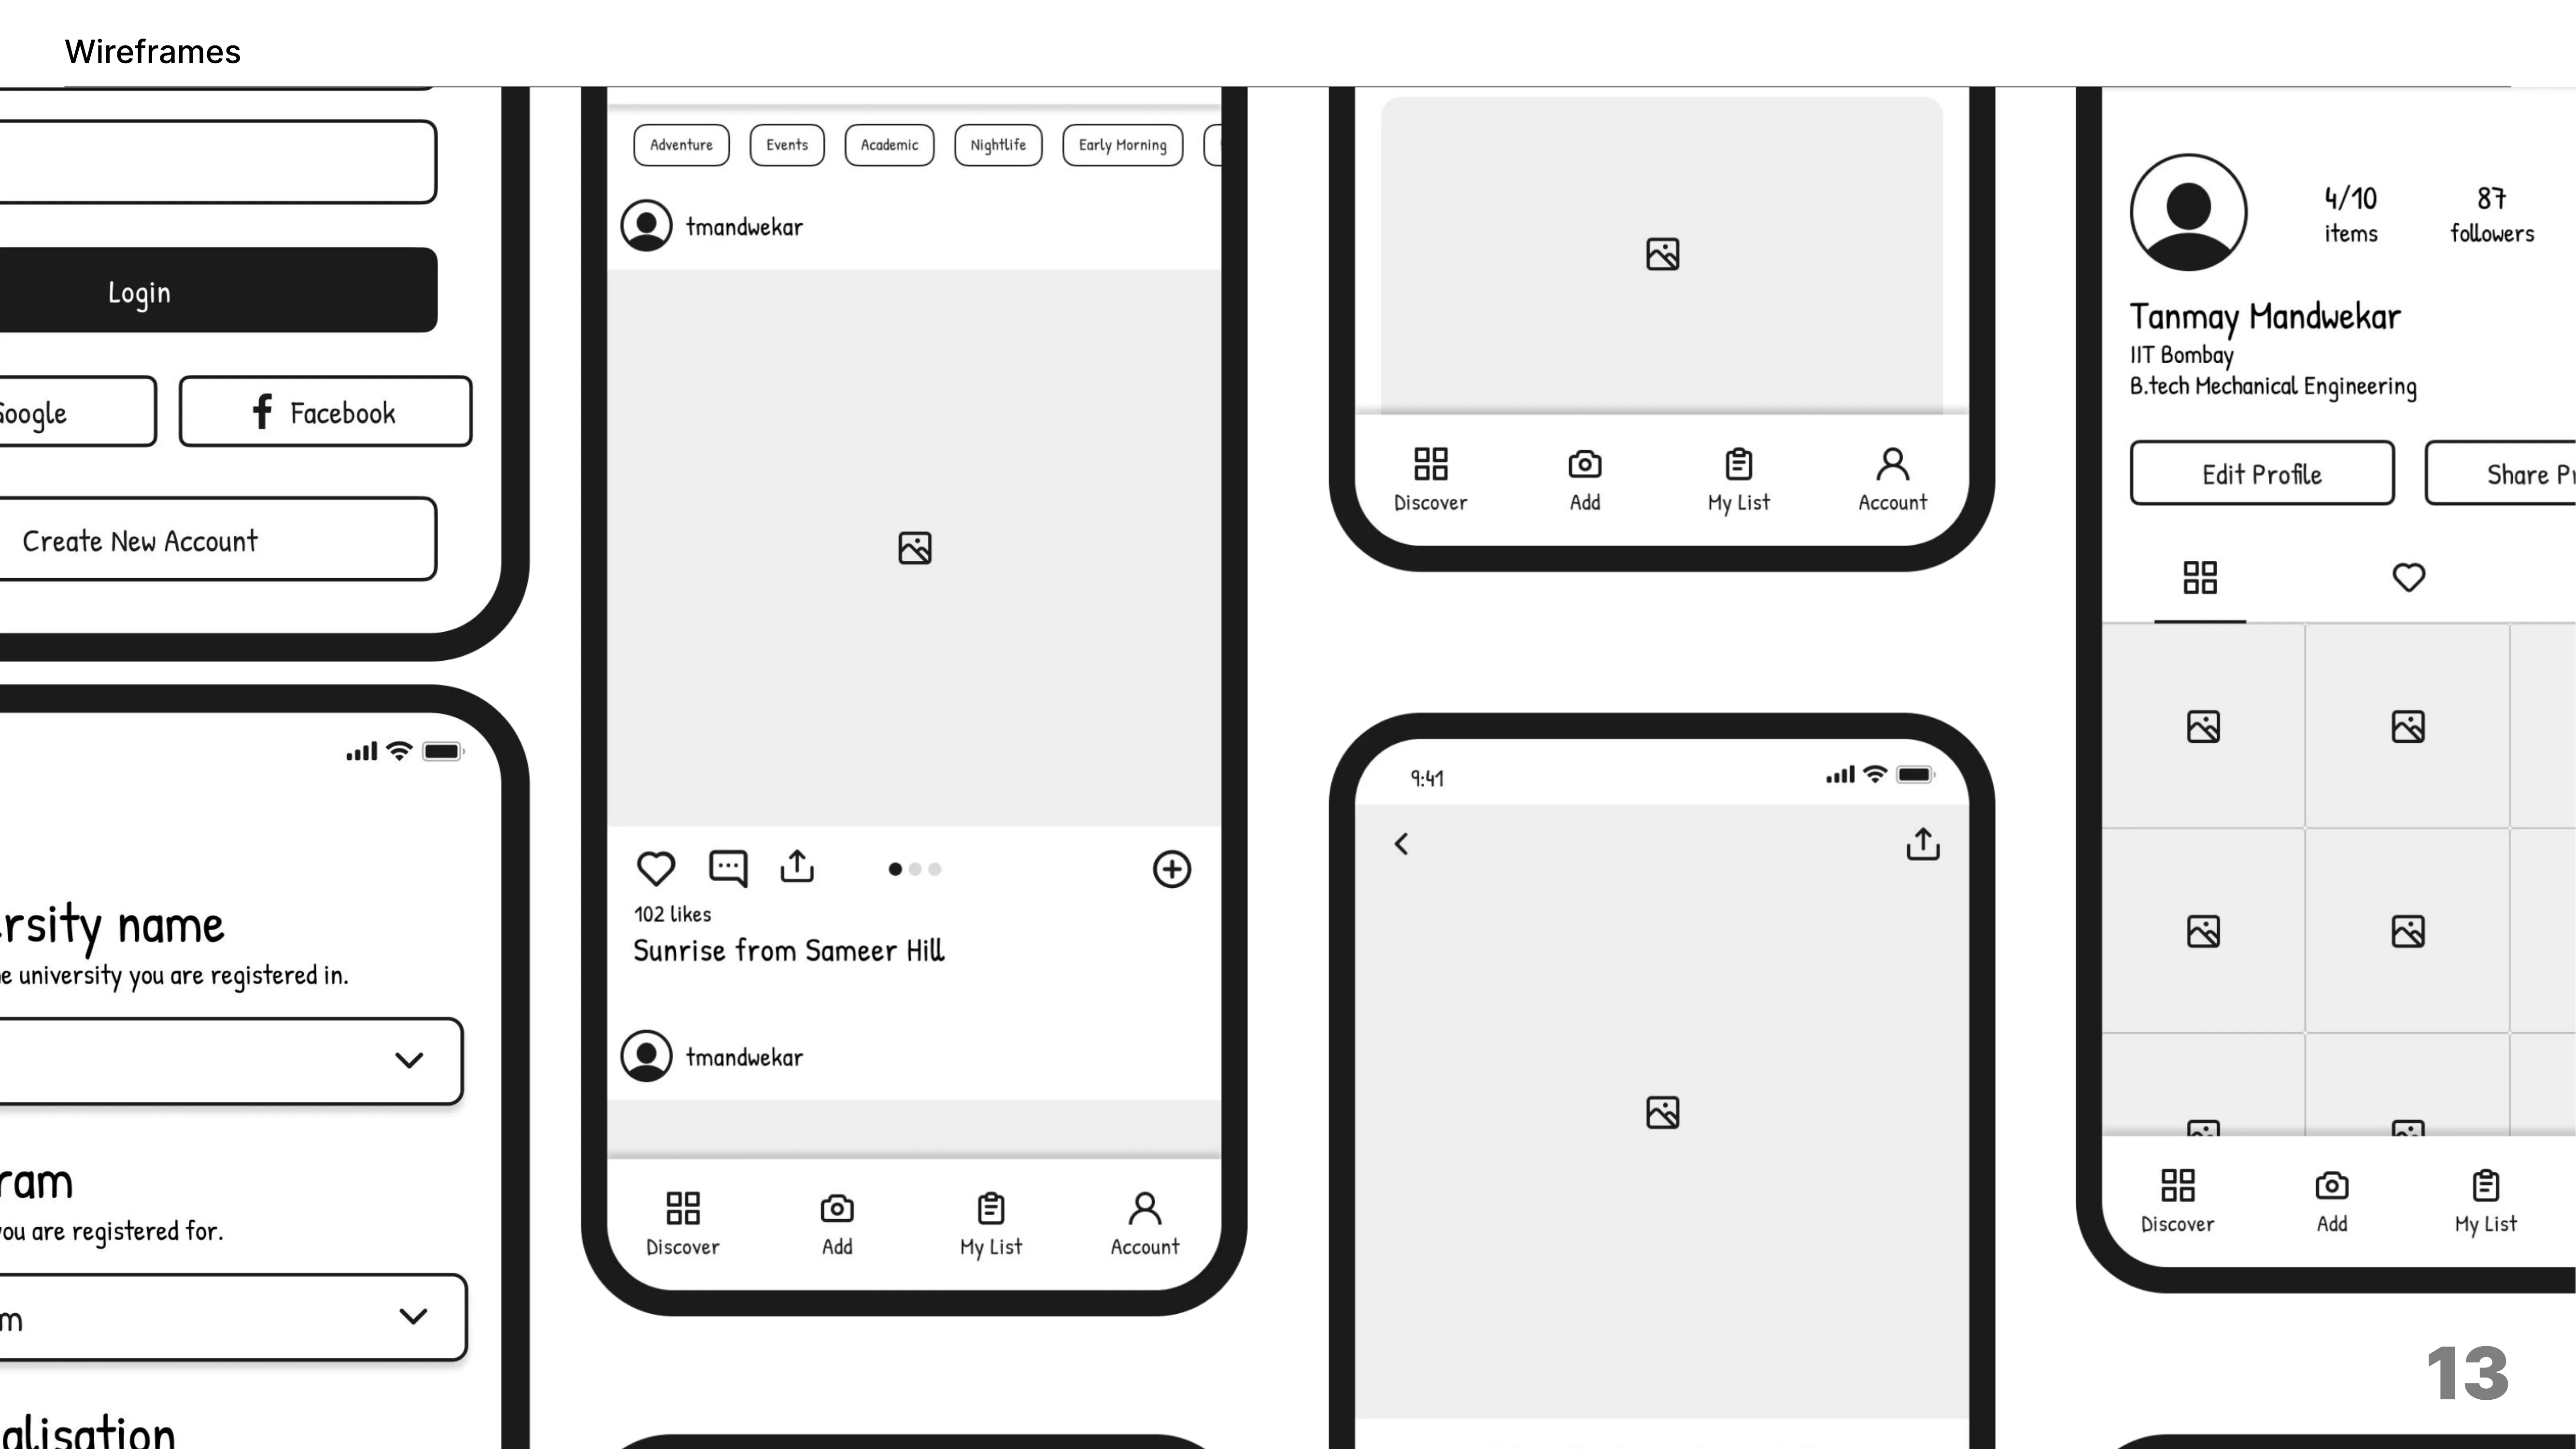 Wireframes
Login
Google
Facebook
Create New Account
rsity name
e university you are registered in.
ram
ou are registered for.
m
alisation
Adventure
Events
Academic
Nightlife
Early Morning
tmandwekar
102 likes
Sunrise from Sameer Hill
tmandwekar
Discover
Add
My List
Account
Discover
Add
My List
Account
9:41
4/10
items
87
followers
Tanmay Mandwekar
IIT Bombay
B.tech Mechanical Engineering
Edit Profile
Share Pr
Discover
Add
My List
13